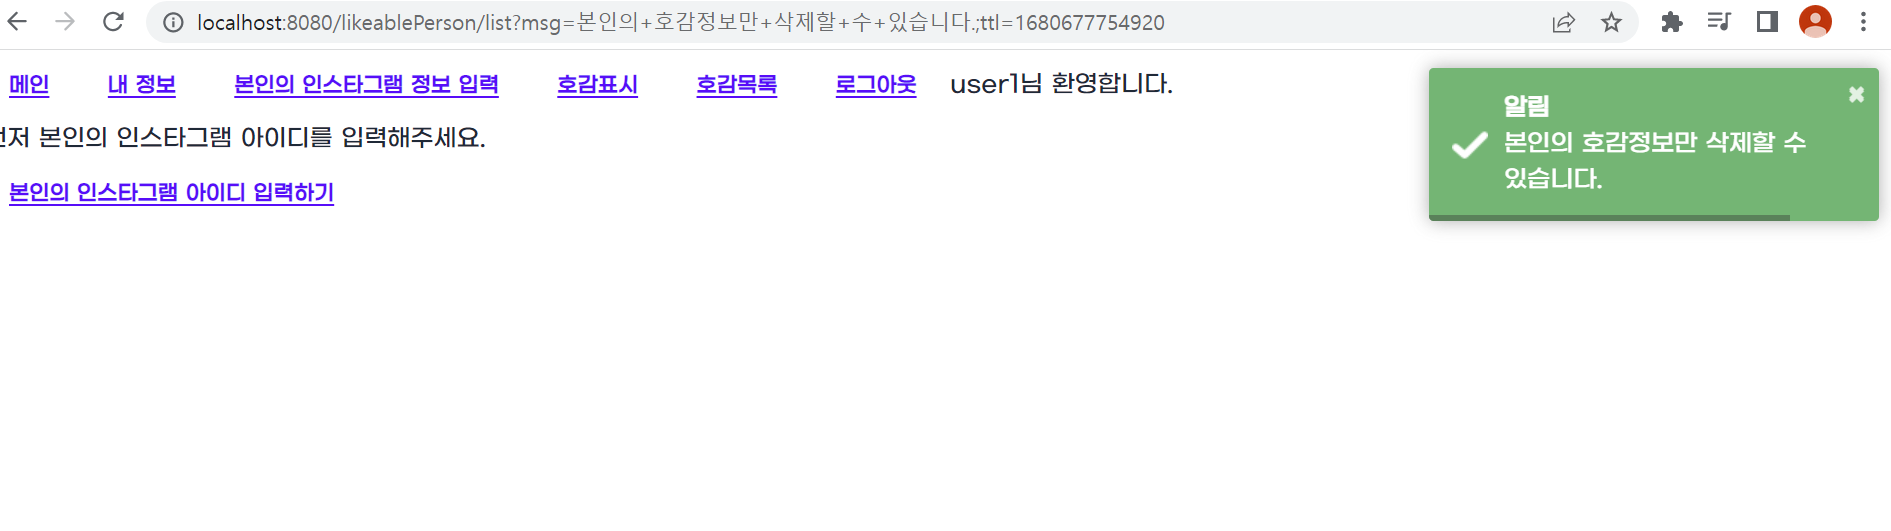 localhost:8080/likeablePerson/list?msg=본인의+호감정보만+삭제할+수+있습니다.;ttl=1680677754920
메인 내 정보 본인의 인스타그램 정보 입력 호감표시 호감목록 로그아웃 user1님 환영합니다.
본인의 인스타그램 아이디를 입력해주세요.
본인의 인스타그램 아이디 입력하기
알림
본인의 호감정보만 삭제할 수
있습니다.